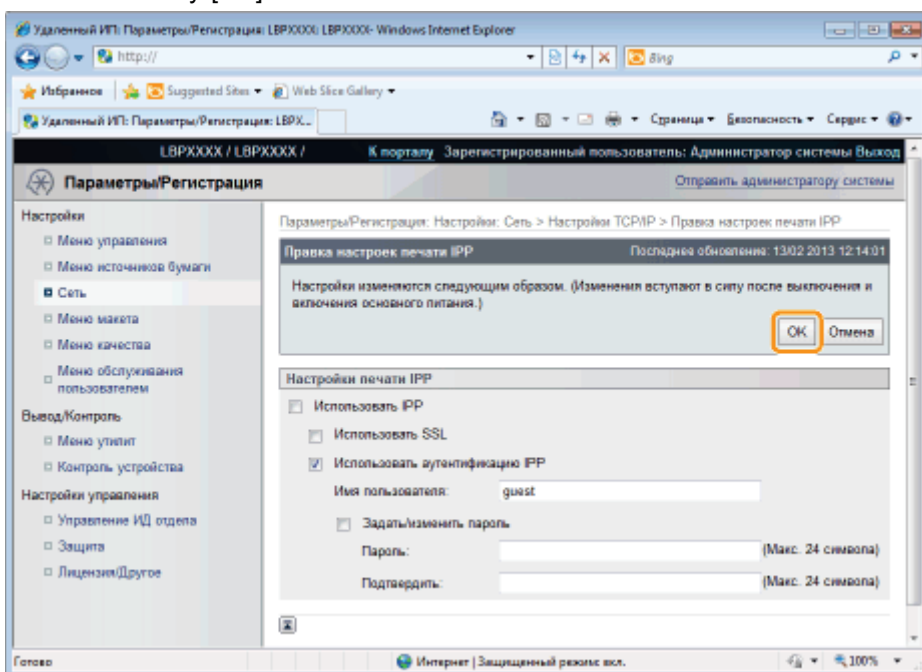 Удаленный ИП: Параметры/Регистрация: LBPXXXX: LBPXXXX- Windows Internet Explorer
http://
Bing
Избранное Suggested Sites Web Slice Gallery
Удаленный ИП: Параметры/Регистрация: LBPX...
Страница Безопасность Сервис
LBPXXXX / LBPXXXX / К порталу Зарегистрированный пользователь: Администратор системы Выход
Параметры/Регистрация
Отправить администратору системы
Настройки
Меню управления
Меню источников бумаги
Сеть
Меню макета
Меню качества
Меню обслуживания
пользователем
Вывод/Контроль
Меню утилит
Контроль устройства
Настройки управления
Управление ИД отдела
Защита
Лицензия/Другое
Параметры/Регистрация: Настройки: Сеть > Настройки TCP/IP > Правка настроек печати IPP
Правка настроек печати IPP Последнее обновление: 13/02 2013 12:14:01
Настройки изменяются следующим образом. (Изменения вступают в силу после выключения и
включения основного питания.)
OK Отмена
Настройки печати IPP
Использовать IPP
Использовать SSL
Использовать аутентификацию IPP
Имя пользователя: guest
Задать/изменить пароль
Пароль: (Макс. 24 символа)
Подтвердить: (Макс. 24 символа)
Готово Интернет | Защищенный режим: вкл. 100%